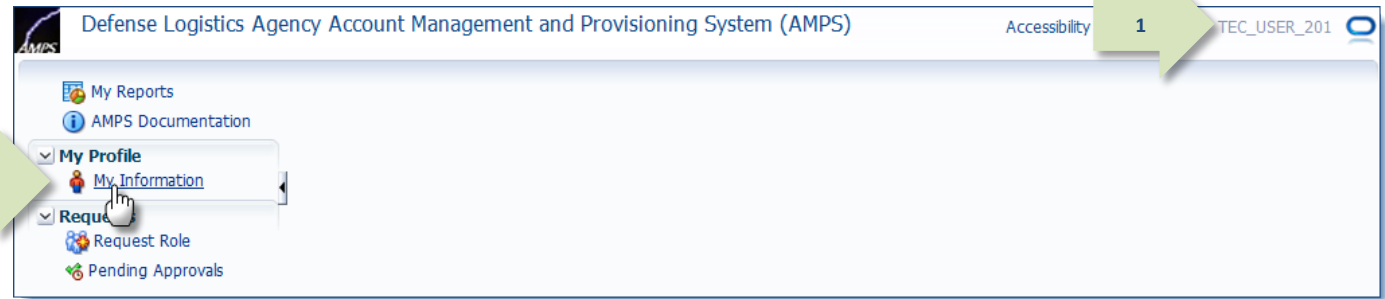 AMPS
Defense Logistics Agency Account Management and Provisioning System (AMPS)
Accessibility
1
TEC_USER_201
My Reports
AMPS Documentation
My Profile
My Information
Request Role
Pending Approvals